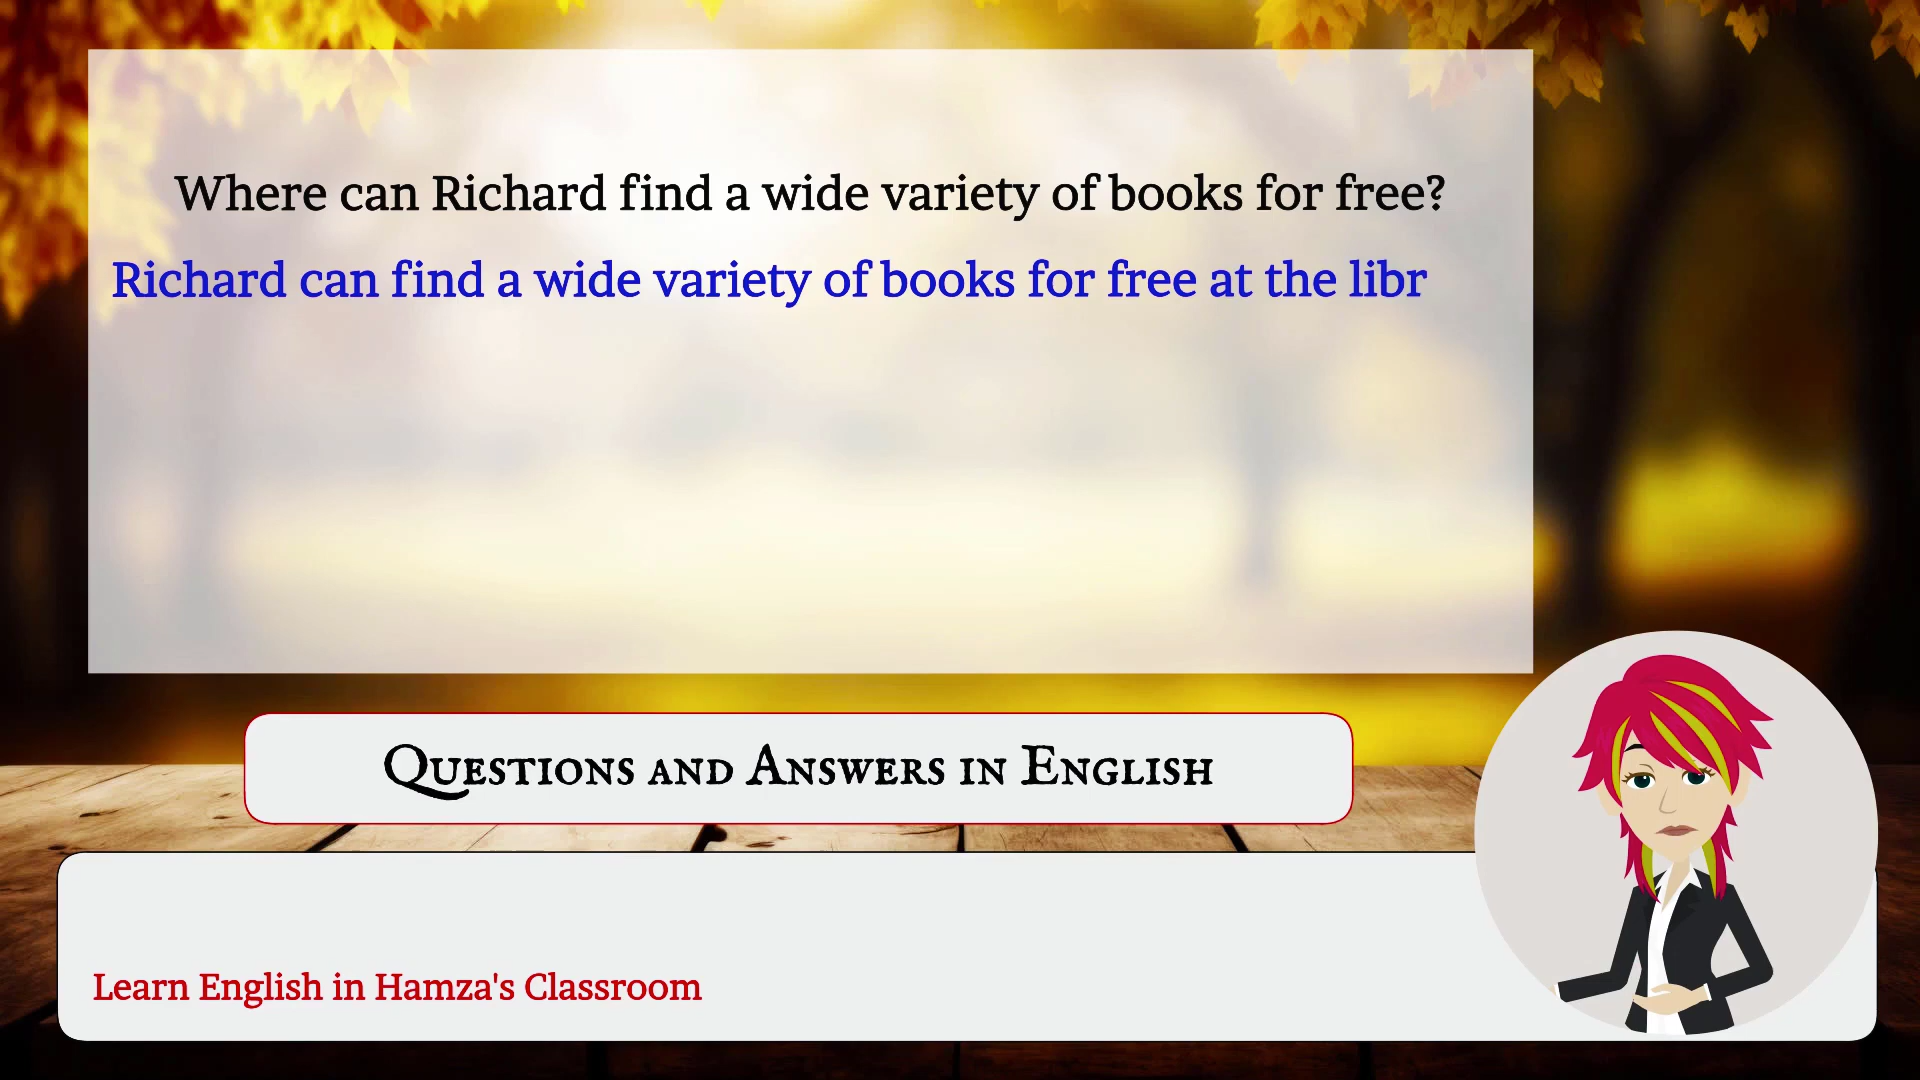 Where can Richard find a wide variety of books for free?
Richard can find a wide variety of books for free at the libr
Questions and Answers in English
Learn English in Hamza's Classroom